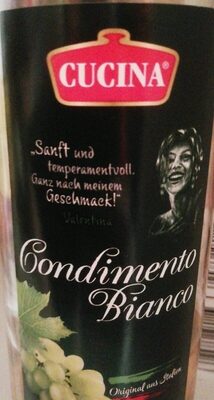 CUCINA®
„Sanft und
temperamentvoll.
Ganz nach meinem
Geschmack!“
Valentina
Condimento
Bianco
Original aus Italien